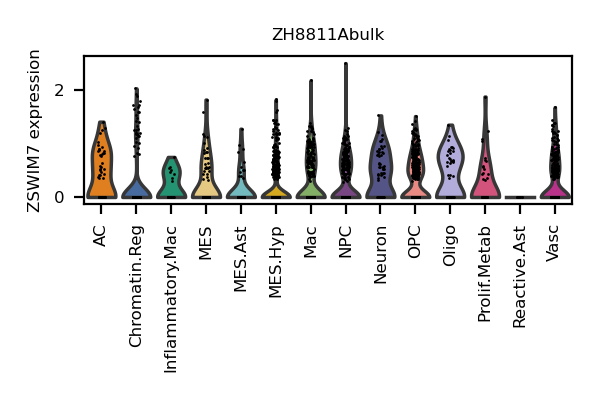 ZH8811Abulk
ZSWIM7 expression
2
0
AC
Chromatin.Reg
Inflammatory.Mac
MES
MES.Ast
MES.Hyp
Mac
NPC
Neuron
OPC
Oligo
Prolif.Metab
Reactive.Ast
Vasc